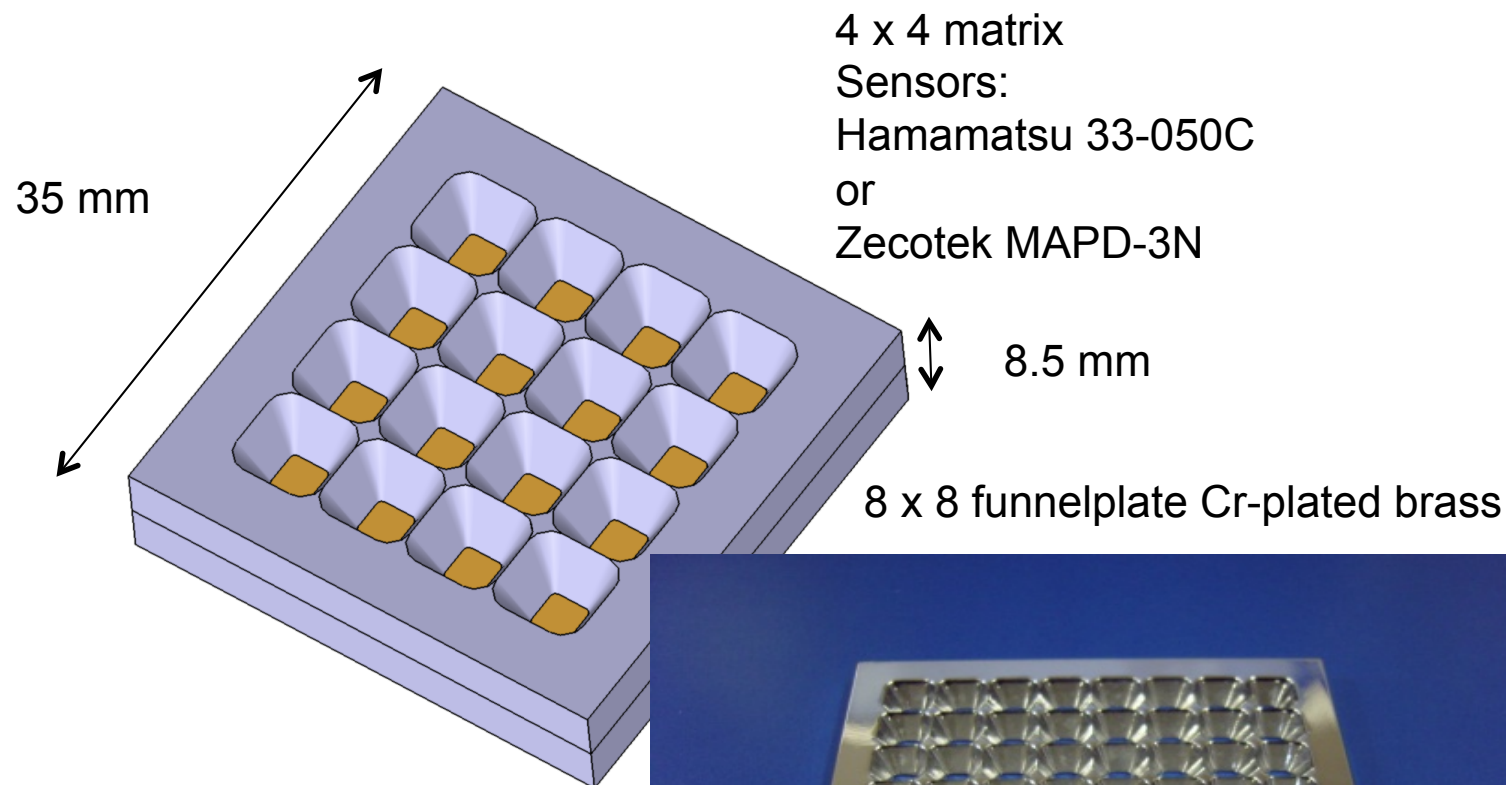 4 x 4 matrix
Sensors:
Hamamatsu 33-050C
or
Zecotek MAPD-3N
35 mm
8.5 mm
8 x 8 funnelplate Cr-plated brass